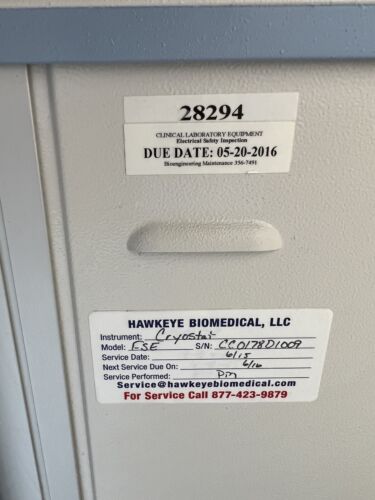 28294
CLINICAL LABORATORY EQUIPMENT
Electrical Safety Inspection
DUE DATE: 05-20-2016
Bioengineering Maintenance 356-7491
HAWKEYE BIOMEDICAL, LLC
Instrument: Cryostat
Model: FSE S/N: CC0178D1009
Service Date: 6/15
Next Service Due On: 6/16
Service Performed: PM
Service@hawkeyebiomedical.com
For Service Call 877-423-9879